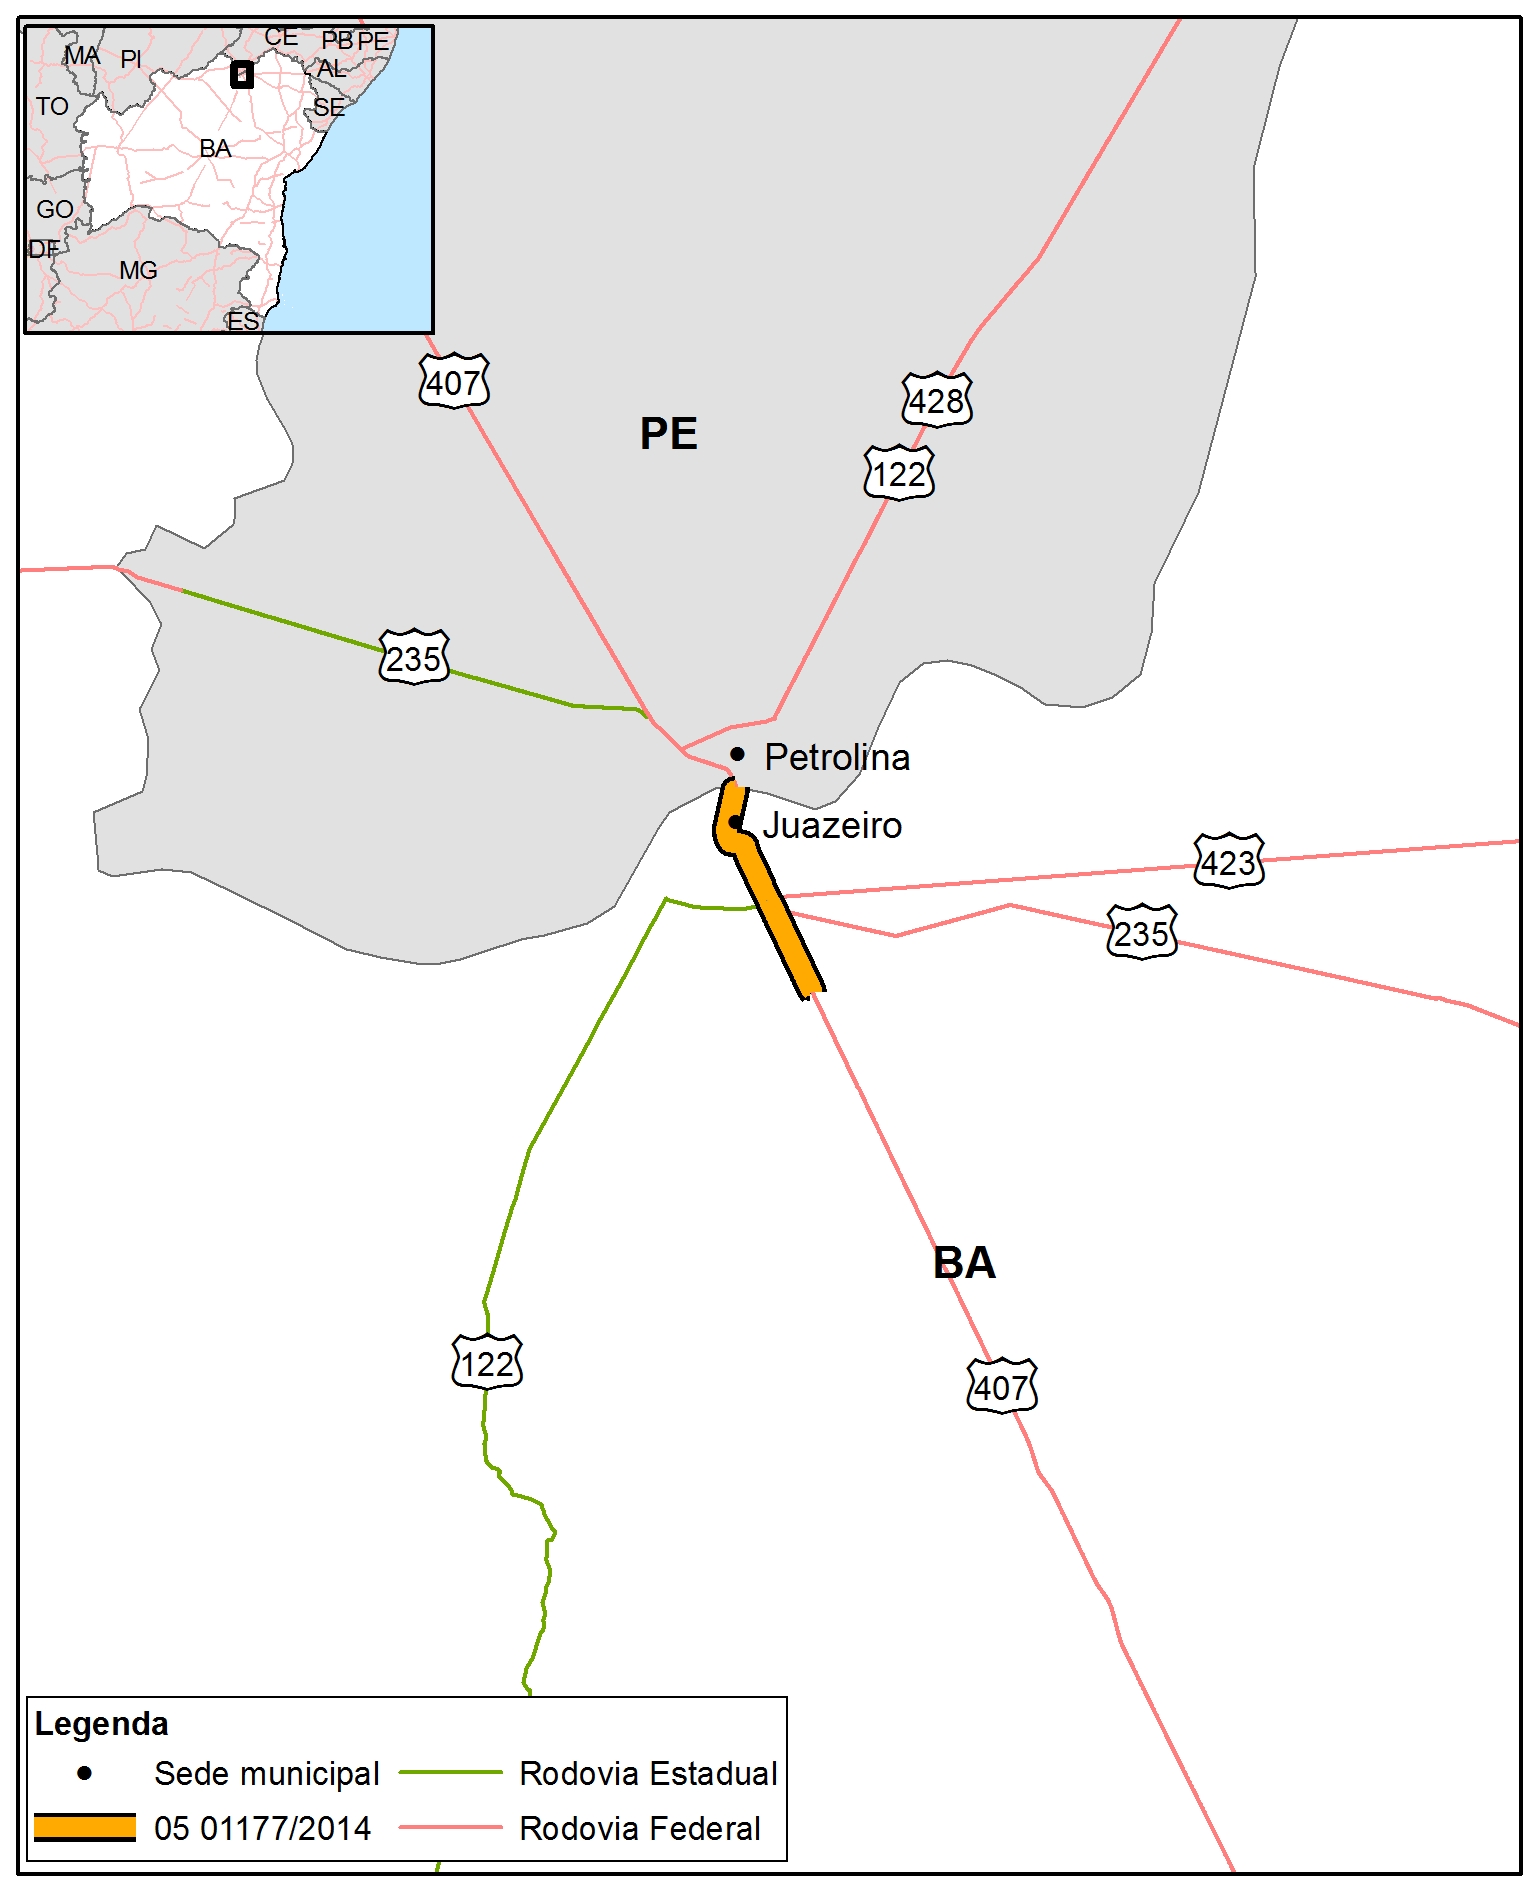 CE
PB
PE
MA
PI
AL
TO
SE
BA
GO
DF
MG
ES
407
428
PE
122
235
Petrolina
Juazeiro
423
235
BA
122
407
Legenda
Sede municipal
Rodovia Estadual
05 01177/2014
Rodovia Federal